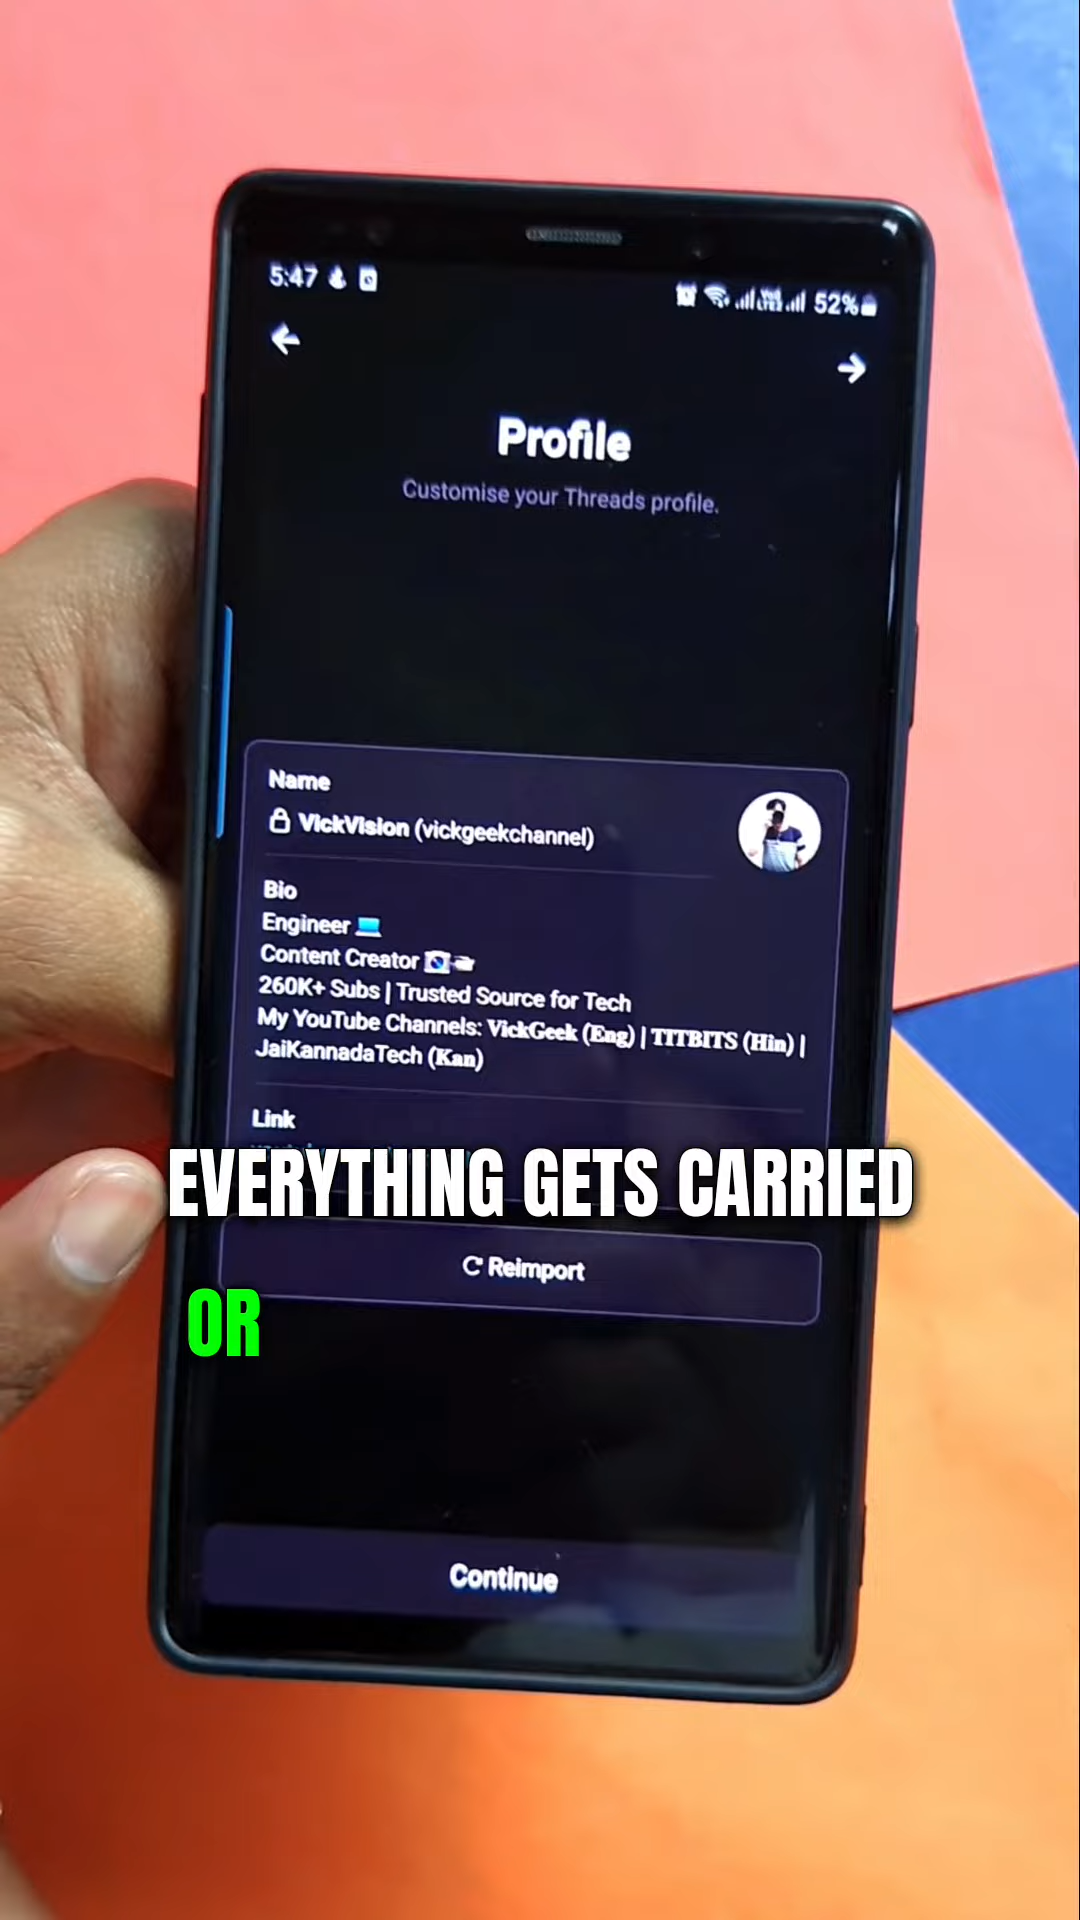 5:47
52%
Profile
Customise your Threads profile.
Name
VickVision (vickgeekchannel)
Bio
Engineer 💻
Content Creator
260K+ Subs | Trusted Source for Tech
My YouTube Channels: VickGeek (Eng) | TITBITS (Hin) |
JaiKannadaTech (Kan)
Link
EVERYTHING GETS CARRIED
Reimport
OR
Continue